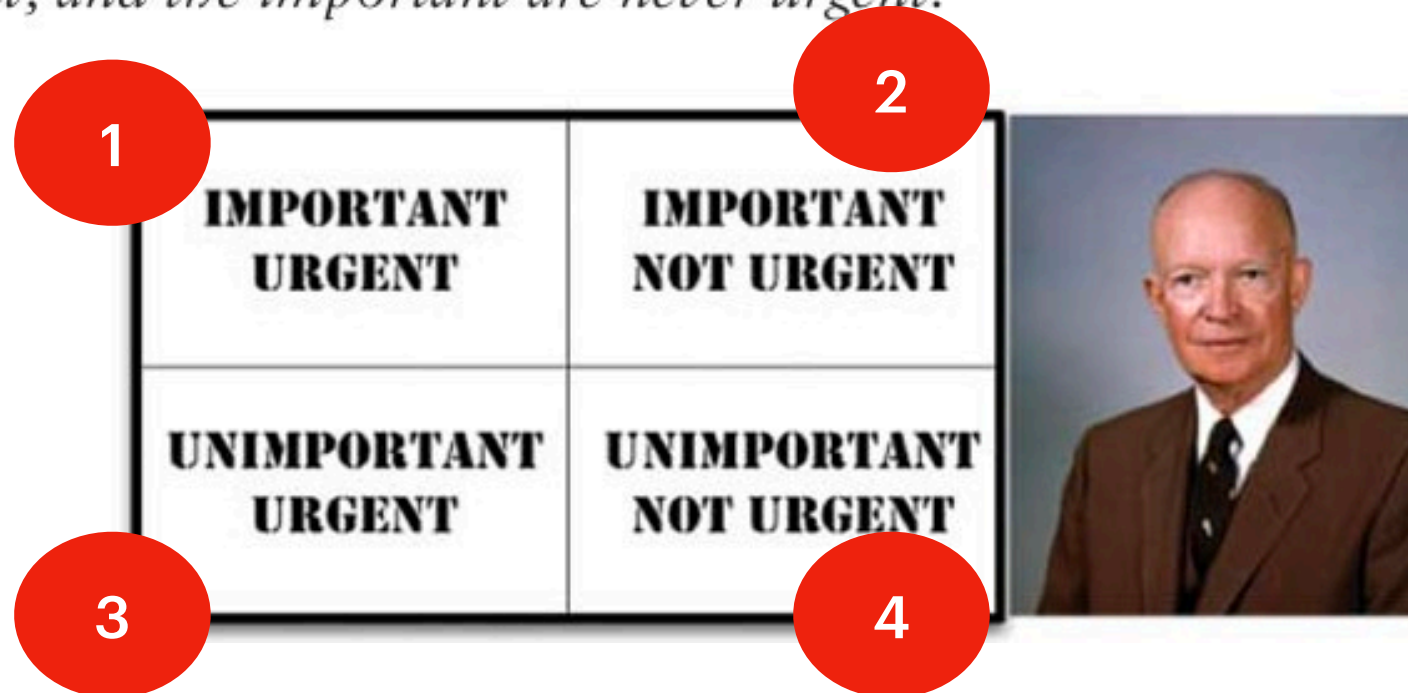 and the important are never urgent.
1
2
IMPORTANT
URGENT
IMPORTANT
NOT URGENT
UNIMPORTANT
URGENT
UNIMPORTANT
NOT URGENT
3
4